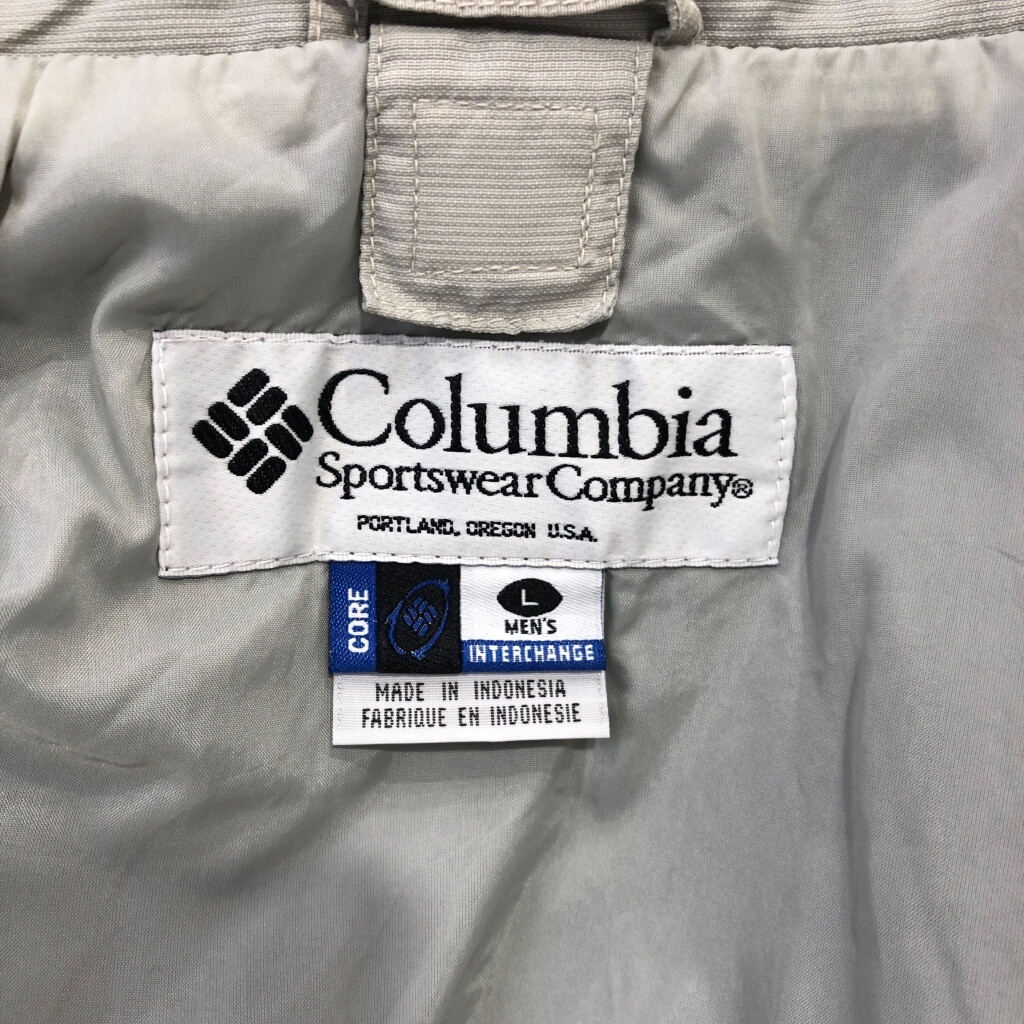 Columbia
Sportswear Company®
PORTLAND, OREGON U.S.A.
CORE
L
MEN'S
INTERCHANGE
MADE IN INDONESIA
FABRIQUE EN INDONESIE